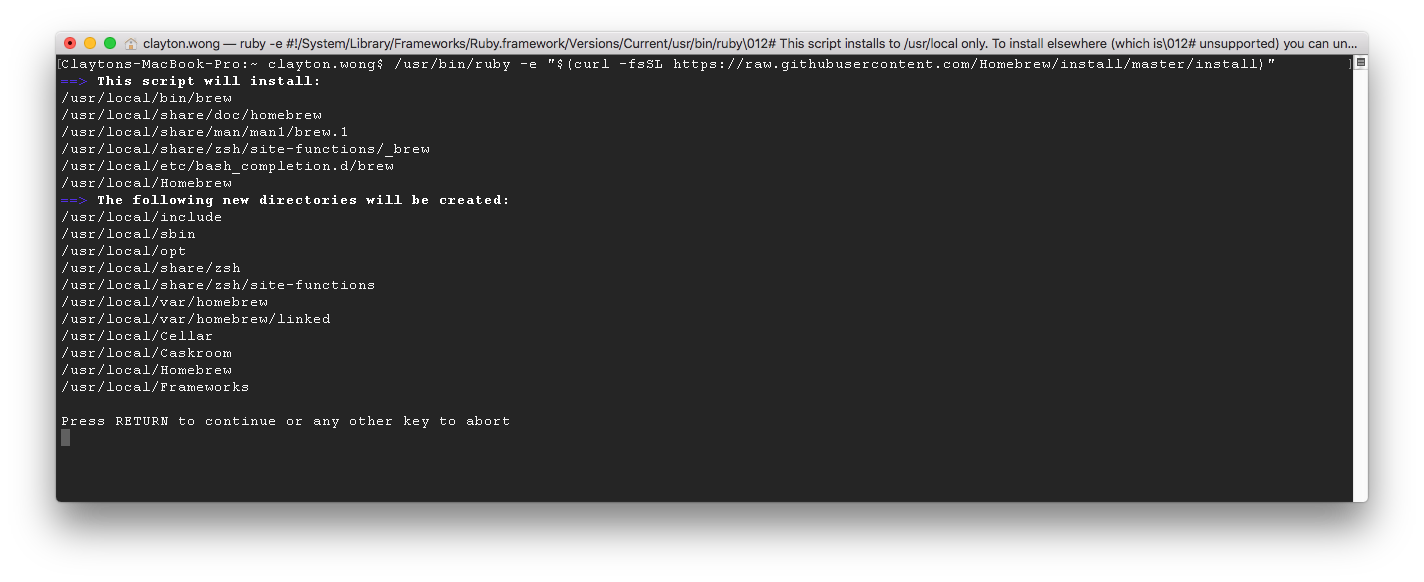 clayton.wong — ruby -e #!/System/Library/Frameworks/Ruby.framework/Versions/Current/usr/bin/ruby\012# This script installs to /usr/local only. To install elsewhere (which is\012# unsupported) you can un...
[Claytons-MacBook-Pro:~ clayton.wong$ /usr/bin/ruby -e "$(curl -fsSL https://raw.githubusercontent.com/Homebrew/install/master/install)" ]
==> This script will install:
/usr/local/bin/brew
/usr/local/share/doc/homebrew
/usr/local/share/man/man1/brew.1
/usr/local/share/zsh/site-functions/_brew
/usr/local/etc/bash_completion.d/brew
/usr/local/Homebrew
==> The following new directories will be created:
/usr/local/include
/usr/local/sbin
/usr/local/opt
/usr/local/share/zsh
/usr/local/share/zsh/site-functions
/usr/local/var/homebrew
/usr/local/var/homebrew/linked
/usr/local/Cellar
/usr/local/Caskroom
/usr/local/Homebrew
/usr/local/Frameworks
Press RETURN to continue or any other key to abort